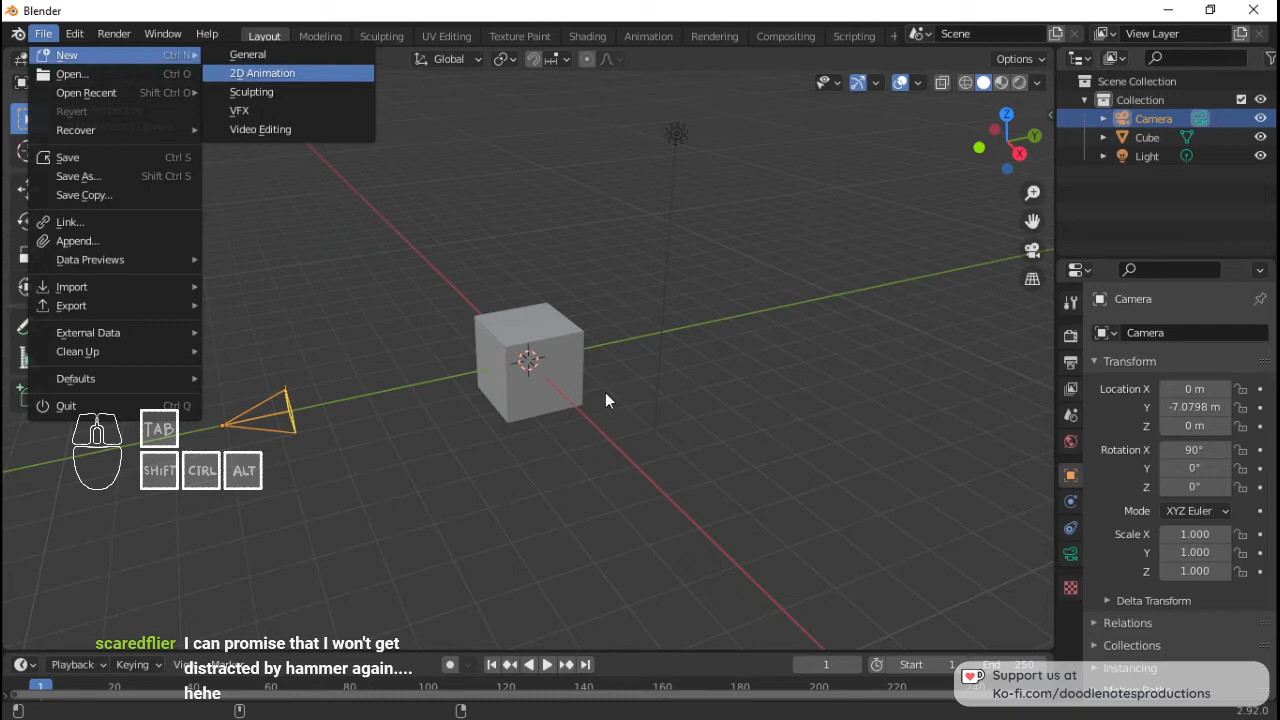 Blender
File Edit Render Window Help Layout Modeling Sculpting UV Editing Texture Paint Shading Animation Rendering Compositing Scripting Scene View Layer
New Ctrl N
Open... Ctrl O
Open Recent Shift Ctrl O
Revert
Recover
Save Ctrl S
Save As... Shift Ctrl S
Save Copy...
Link...
Append...
Data Previews
Import
Export
External Data
Clean Up
Defaults
Quit Ctrl Q
General
2D Animation
Sculpting
VFX
Video Editing
Global
Options
Z
Y
X
Scene Collection
Collection
Camera
Cube
Light
Camera
Camera
Transform
Location X 0 m
Y -7.0798 m
Z 0 m
Rotation X 90°
Y 0°
Z 0°
Mode XYZ Euler
Scale X 1.000
Y 1.000
Z 1.000
Delta Transform
Relations
Collections
Instancing
TAB
SHiFT CTRL ALT
scaredflier I can promise that I won't get
distracted by hammer again....
hehe
Playback Keying View Marker 1 Start 1 End 250
1 20 40 60 80 100 120 140 160 180 200 220 240
Support us at
Ko-fi.com/doodlenotesproductions
2.92.0